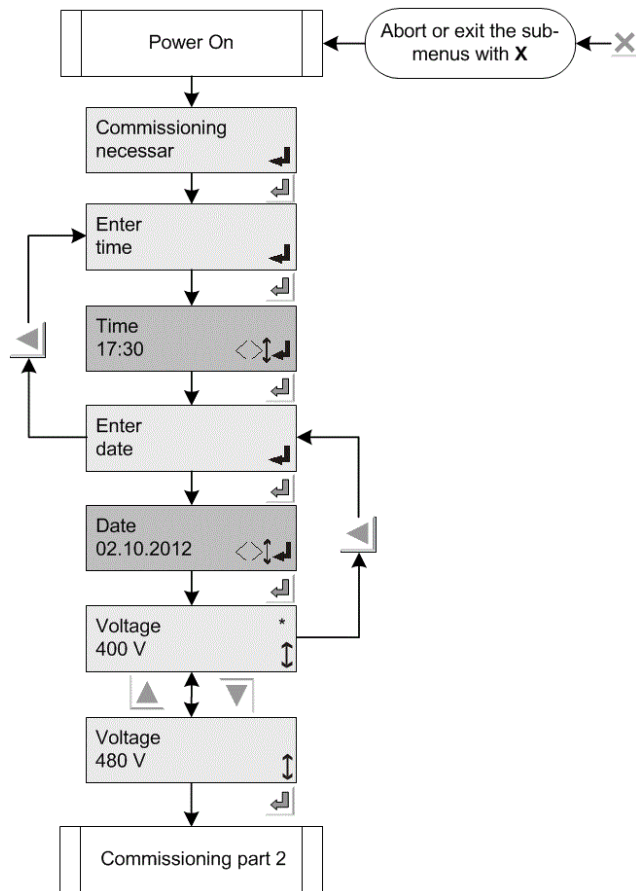 Power On
Abort or exit the sub-
menus with X
Commissioning
necessar
Enter
time
Time
17:30
Enter
date
Date
02.10.2012
Voltage *
400 V
Voltage
480 V
Commissioning part 2